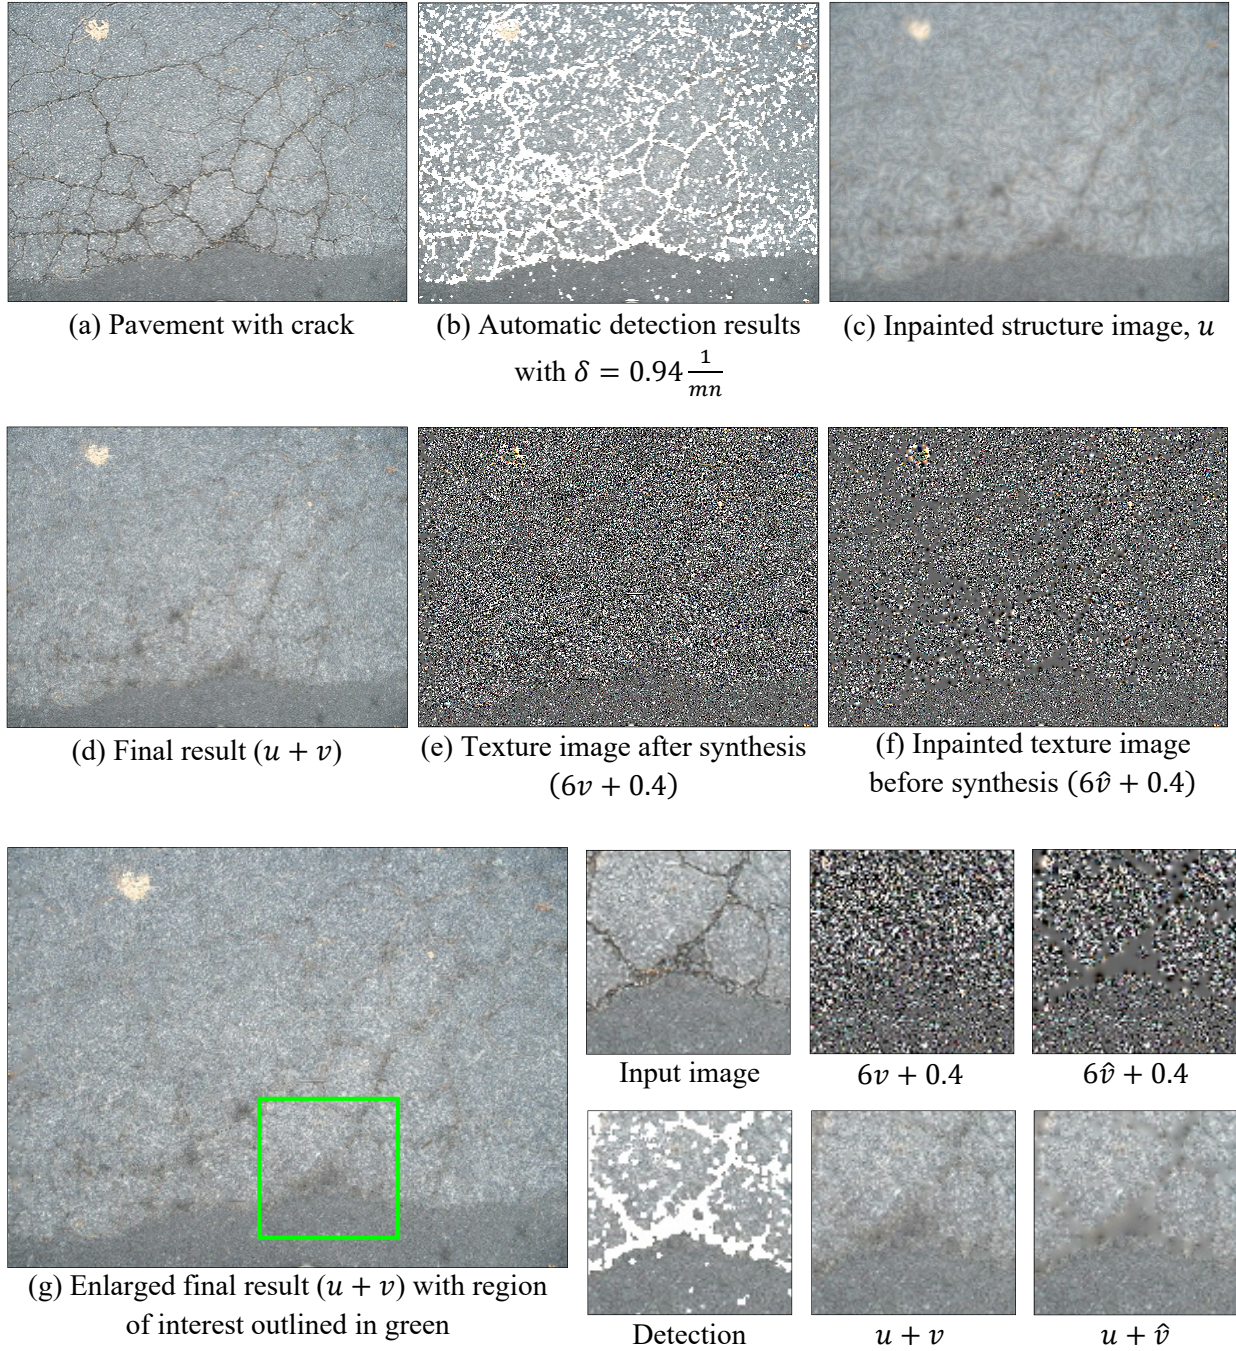 (a) Pavement with crack
(b) Automatic detection results
with δ = 0.94 1/mn
(c) Inpainted structure image, u
(d) Final result (u + v)
(e) Texture image after synthesis
(6v + 0.4)
(f) Inpainted texture image
before synthesis (6v̂ + 0.4)
Input image
6v + 0.4
6v̂ + 0.4
(g) Enlarged final result (u + v) with region
of interest outlined in green
Detection
u + v
u + v̂